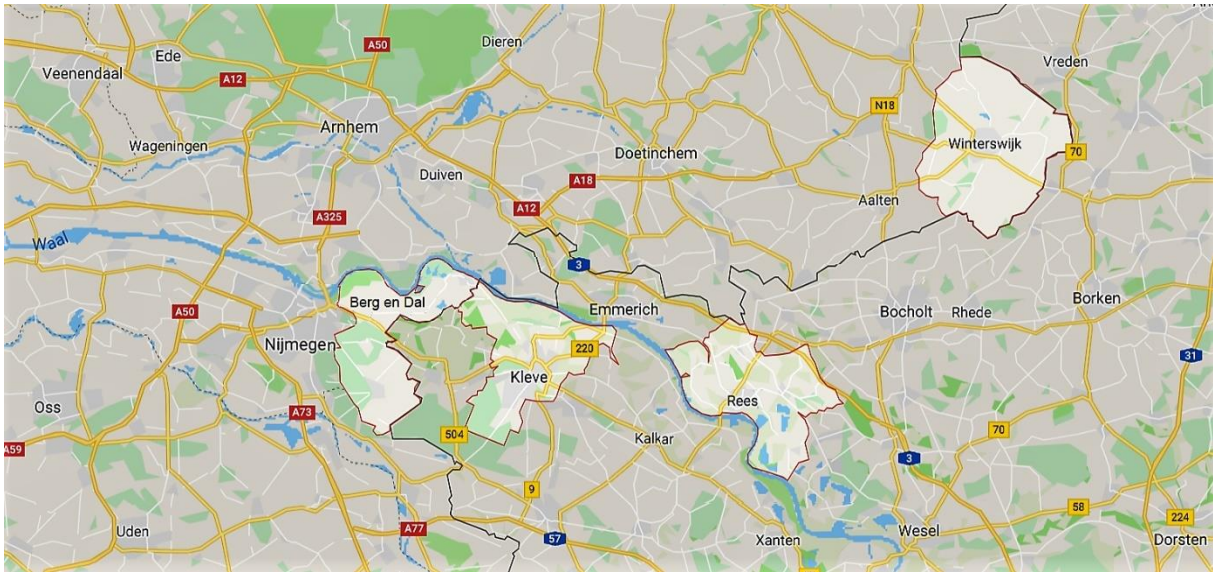 A50
Dieren
Ede
Vreden
Veenendaal
A12
N18
Arnhem
Winterswijk
Wageningen
Doetinchem
70
Duiven
A18
Aalten
A12
A325
Waal
3
Berg en Dal
Emmerich
Borken
A50
Bocholt
Rhede
Nijmegen
220
31
Kleve
Rees
Oss
A73
504
Kalkar
70
A59
3
9
58
Uden
A77
57
Xanten
Wesel
224
Dorsten